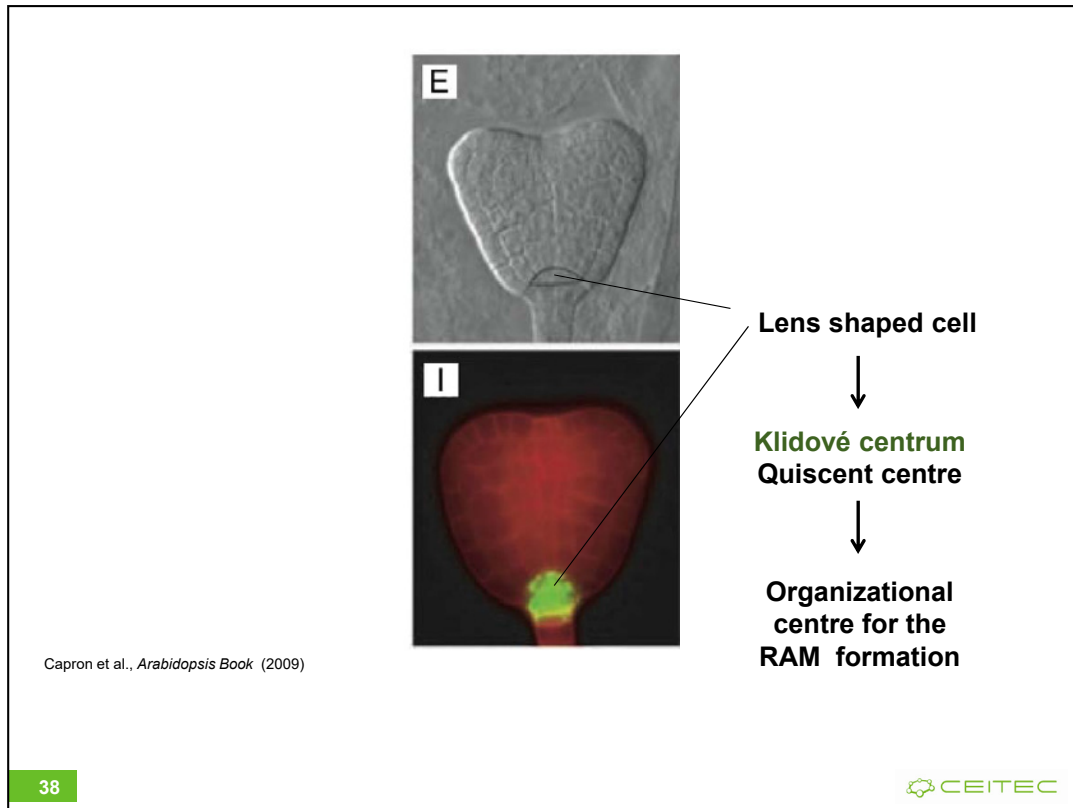 E
I
Lens shaped cell
Klidové centrum
Quiscent centre
Organizational
centre for the
RAM formation
Capron et al., Arabidopsis Book (2009)
38
CEITEC